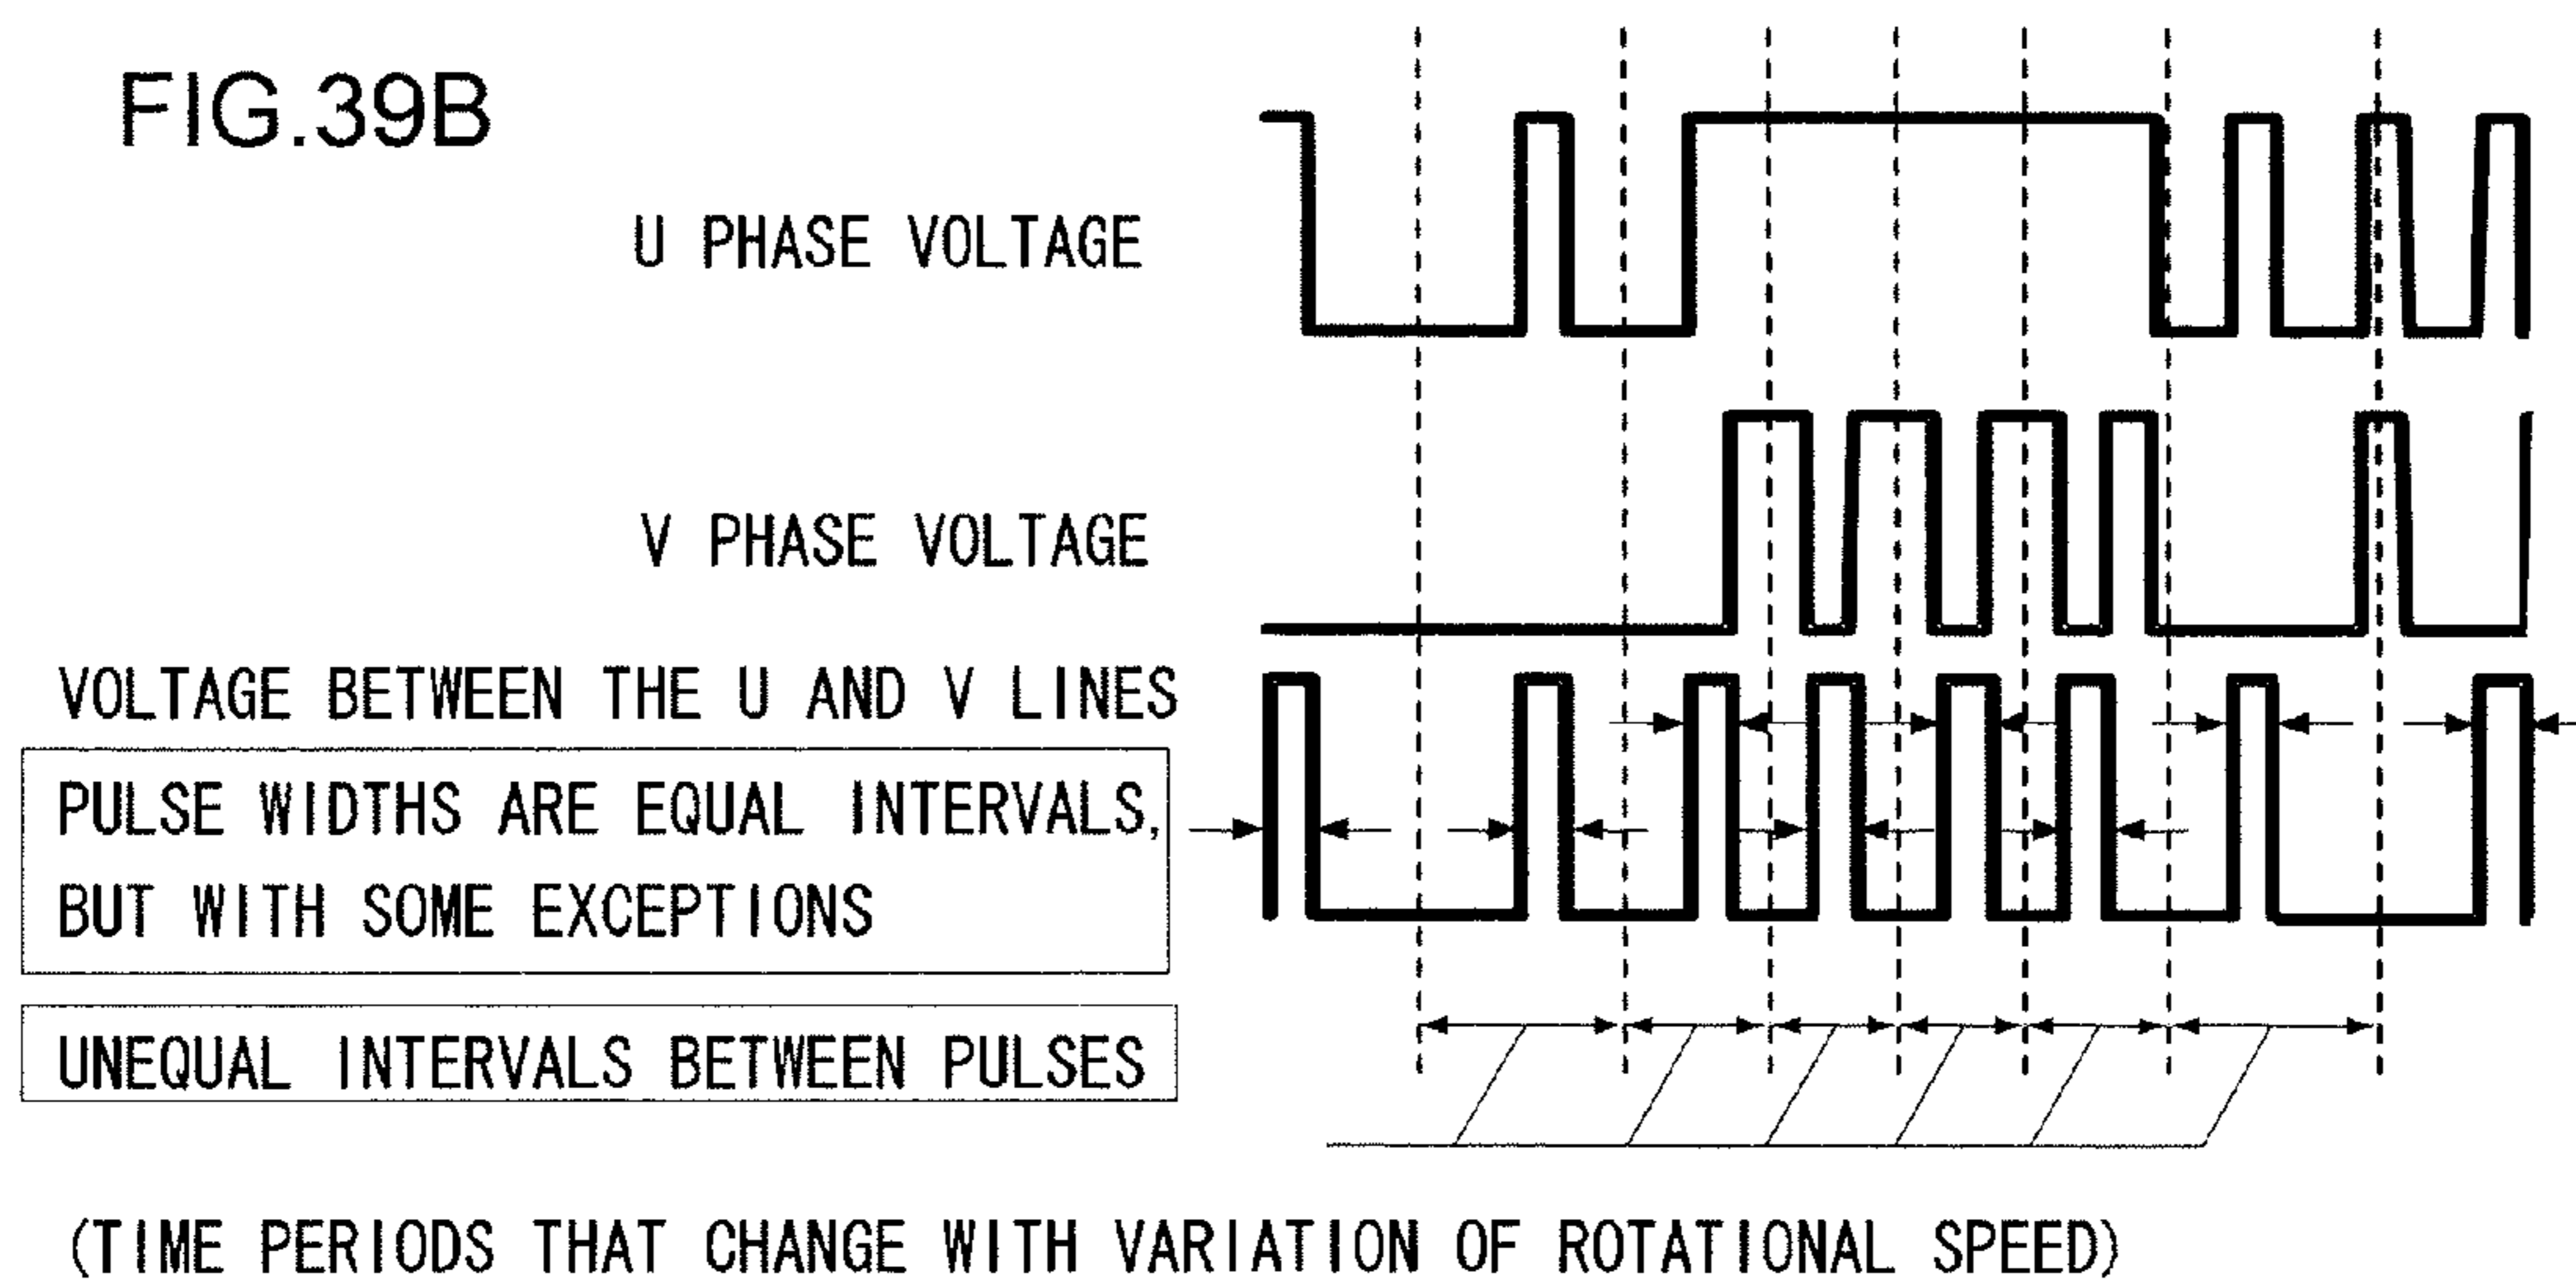 FIG.39B
U PHASE VOLTAGE
V PHASE VOLTAGE
VOLTAGE BETWEEN THE U AND V LINES
PULSE WIDTHS ARE EQUAL INTERVALS,
BUT WITH SOME EXCEPTIONS
UNEQUAL INTERVALS BETWEEN PULSES
(TIME PERIODS THAT CHANGE WITH VARIATION OF ROTATIONAL SPEED)